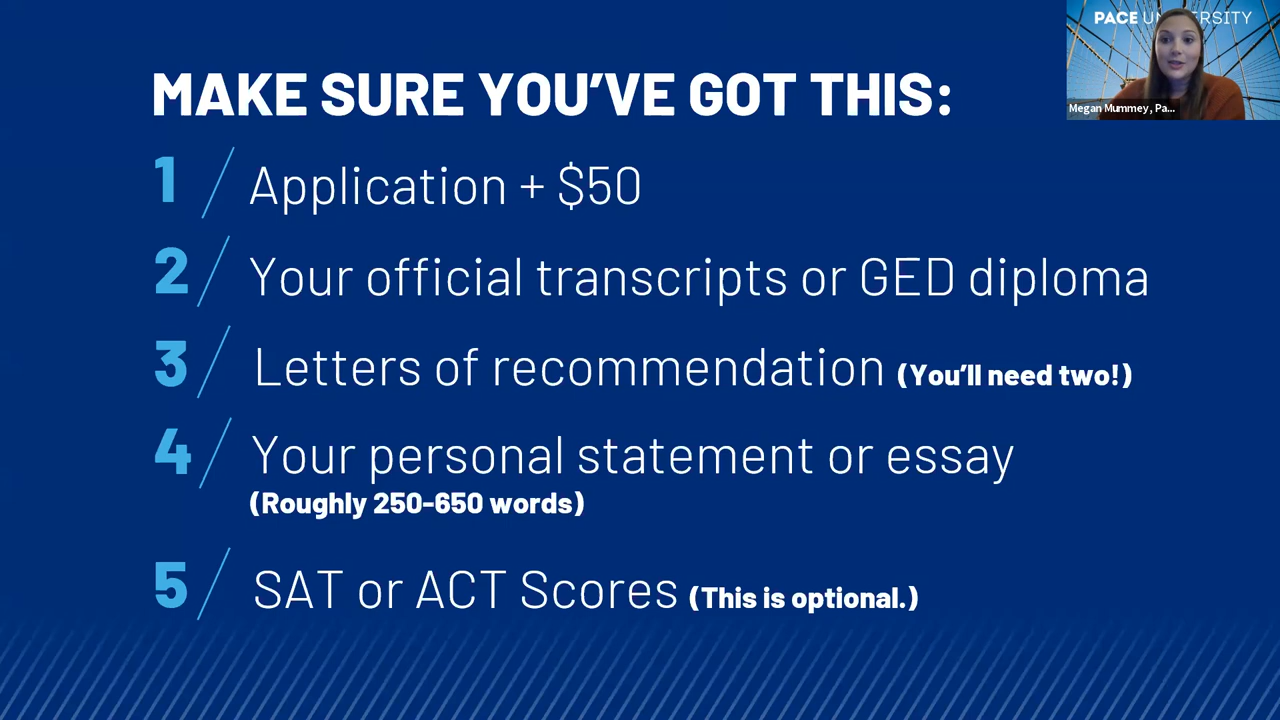 PACE UNIVERSITY
Megan Mummey, Pa...
MAKE SURE YOU’VE GOT THIS:
1 Application + $50
2 Your official transcripts or GED diploma
3 Letters of recommendation (You’ll need two!)
4 Your personal statement or essay
(Roughly 250-650 words)
5 SAT or ACT Scores (This is optional.)